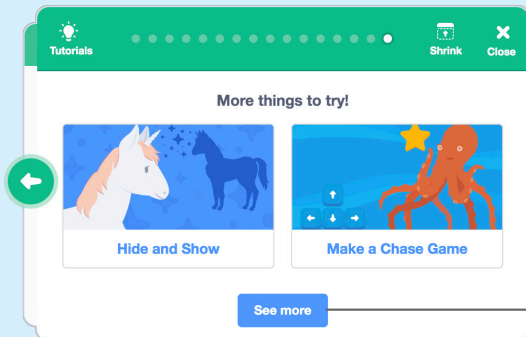 Tutorials
Shrink
Close
More things to try!
Hide and Show
Make a Chase Game
See more